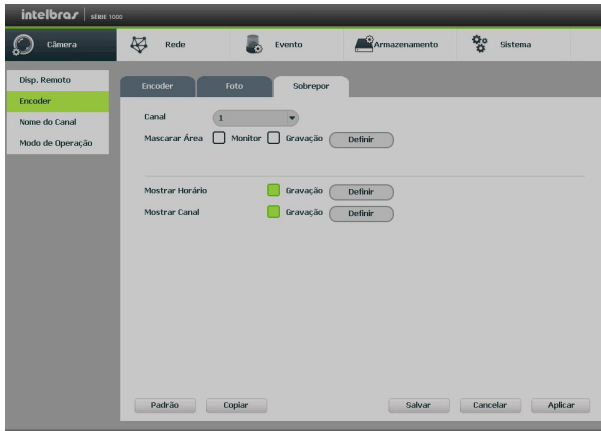 intelbras SÉRIE 1000
Câmera Rede Evento Armazenamento Sistema
Disp. Remoto
Encoder
Nome do Canal
Modo de Operação
Encoder Foto Sobrepor
Canal 1
Mascarar Área Monitor Gravação Definir
Mostrar Horário Gravação Definir
Mostrar Canal Gravação Definir
Padrão Copiar Salvar Cancelar Aplicar